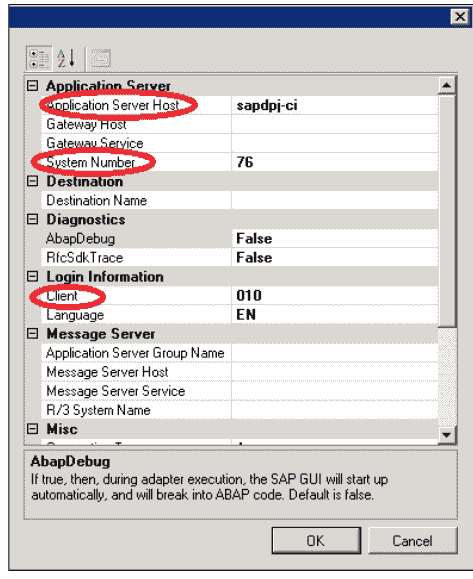 Application Server
Application Server Host sapdpj-ci
Gateway Host
Gateway Service
System Number 76
Destination
Destination Name
Diagnostics
AbapDebug False
RfcSdkTrace False
Login Information
Client 010
Language EN
Message Server
Application Server Group Name
Message Server Host
Message Server Service
R/3 System Name
Misc
AbapDebug
If true, then, during adapter execution, the SAP GUI will start up
automatically, and will break into ABAP code. Default is false.
OK Cancel